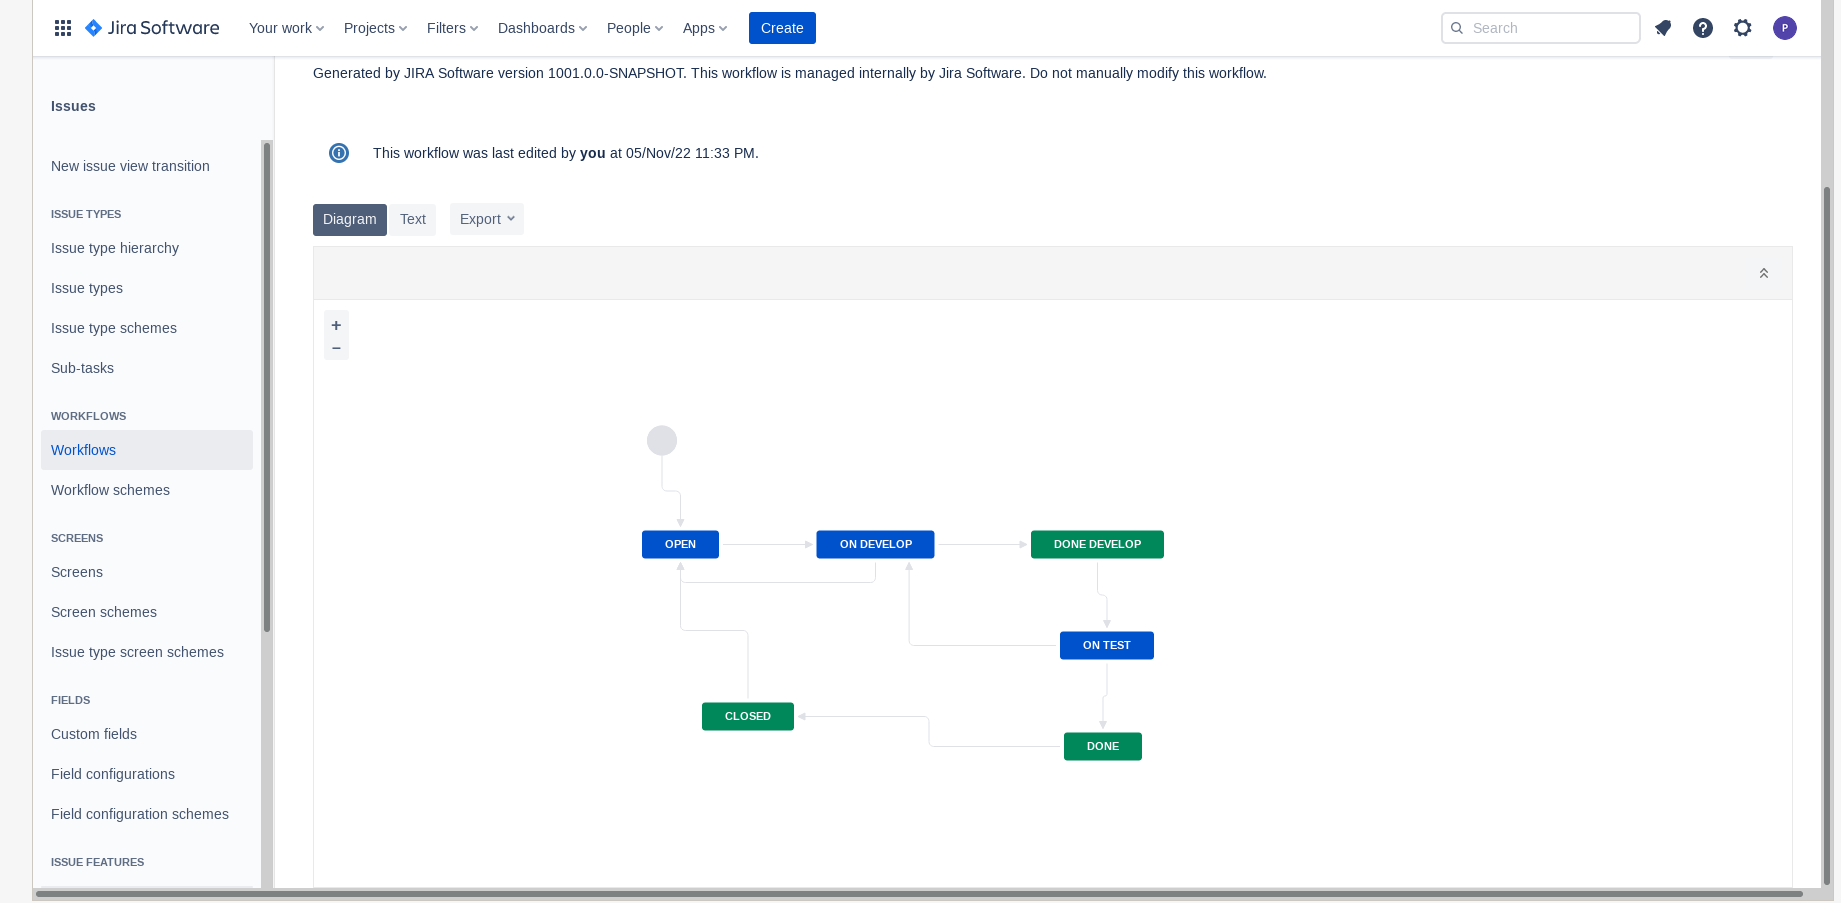 Jira Software
Your work
Projects
Filters
Dashboards
People
Apps
Create
Search
P
Generated by JIRA Software version 1001.0.0-SNAPSHOT. This workflow is managed internally by Jira Software. Do not manually modify this workflow.
Issues
New issue view transition
ISSUE TYPES
Issue type hierarchy
Issue types
Issue type schemes
Sub-tasks
WORKFLOWS
Workflows
Workflow schemes
SCREENS
Screens
Screen schemes
Issue type screen schemes
FIELDS
Custom fields
Field configurations
Field configuration schemes
ISSUE FEATURES
This workflow was last edited by you at 05/Nov/22 11:33 PM.
Diagram
Text
Export
+
–
OPEN
ON DEVELOP
DONE DEVELOP
ON TEST
CLOSED
DONE